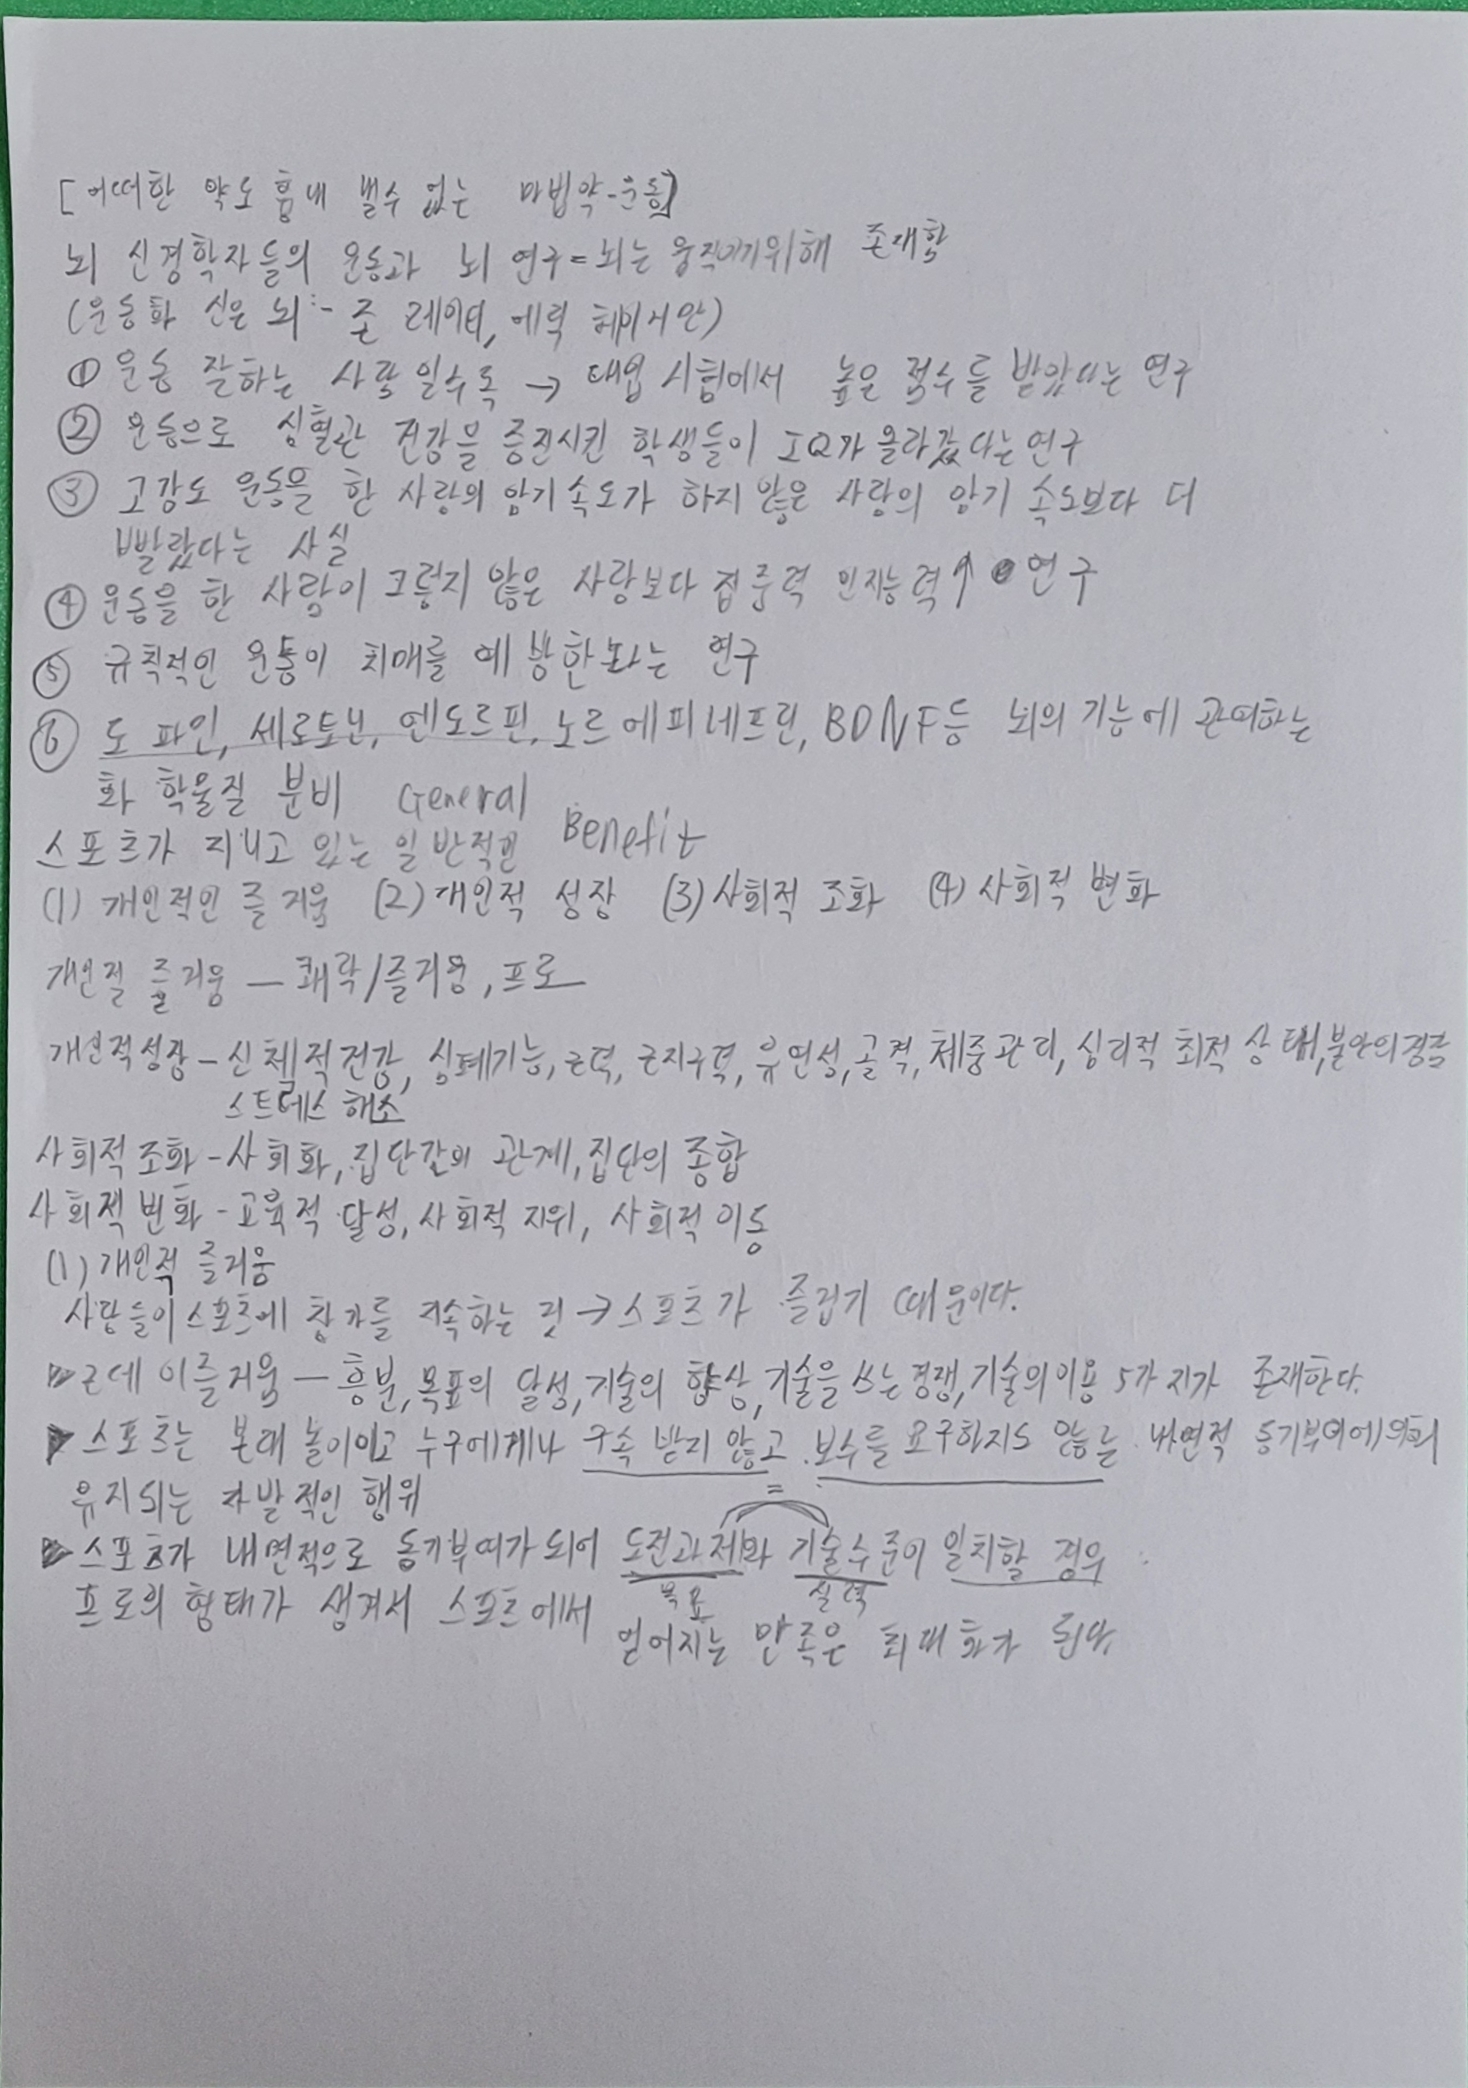 [어떠한 약도 흉내 낼수 없는 마법약-운동]
뇌 신경학자들의 운동과 뇌 연구=뇌는 움직이기위해 존재함
(운동화 신은 뇌:- 존 레이티, 에릭 헤이거만)
① 운동 잘하는 사람 일수록 → 대입 시험에서 높은 점수를 받았다는 연구
② 운동으로 심혈관 건강을 증진시킨 학생들이 IQ가 올라갔다는 연구
③ 고강도 운동을 한 사람의 암기 속도가 하지 않은 사람의 암기 속도보다 더
빨랐다는 사실
④ 운동을 한 사람이 그렇지 않은 사람보다 집중력 인지능력↑ 연구
⑤ 규칙적인 운동이 치매를 예방한다는 연구
⑥ 도파민, 세로토닌, 엔도르핀, 노르에피네프린, BDNF등 뇌의 기능에 관여하는
화학물질 분비 General Benefit
스포츠가 지니고 있는 일반적인
(1) 개인적인 즐거움 (2) 개인적 성장 (3) 사회적 조화 (4) 사회적 변화
개인적 즐거움 - 쾌락/즐거움, 프로
개인적성장 - 신체적건강, 심폐기능, 근력, 근지구력, 유연성, 골격, 체중관리, 심리적 최적 상태, 불안의경감
스트레스 해소
사회적 조화 - 사회화, 집단간의 관계, 집단의 종합
사회적 변화 - 교육적 달성, 사회적 지위, 사회적 이동
(1) 개인적 즐거움
사람들이 스포츠에 참가를 지속하는 것 → 스포츠가 즐겁기 때문이다.
▷ 근데 이즐거움 - 흥분, 목표의 달성, 기술의 향상, 기술을 쓰는 경쟁, 기술의이용 5가지가 존재한다.
▶ 스포츠는 본래 놀이이고 누구에게나 구속 받지 않고 보수를 요구하지도 않는 내면적 동기부여에의해
유지되는 자발적인 행위
=
▶ 스포츠가 내면적으로 동기부여가 되어 도전과제와 기술수준이 일치할 경우
목표 실력
프로의 형태가 생겨서 스포츠에서 얻어지는 만족은 최대화가 된다.